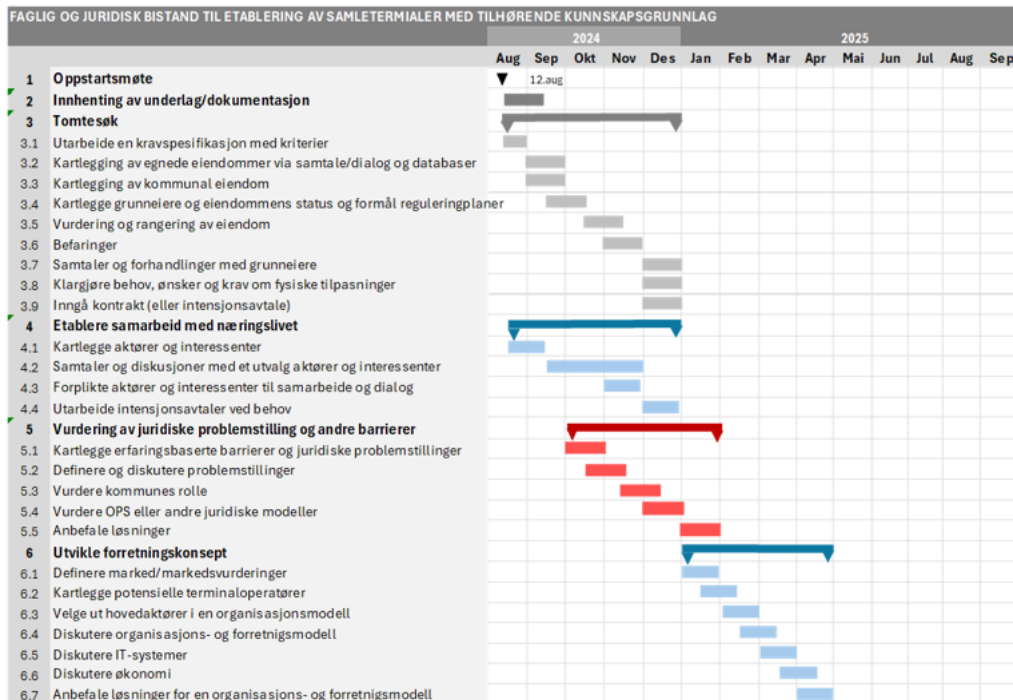 FAGLIG OG JURIDISK BISTAND TIL ETABLERING AV SAMLETERMIALER MED TILHØRENDE KUNNSKAPSGRUNNLAG
2024 2025
Aug Sep Okt Nov Des Jan Feb Mar Apr Mai Jun Jul Aug Sep
1 Oppstartsmøte 12.aug
2 Innhenting av underlag/dokumentasjon
3 Tomtesøk
3.1 Utarbeide en kravspesifikasjon med kriterier
3.2 Kartlegging av egnede eiendommer via samtale/dialog og databaser
3.3 Kartlegging av kommunal eiendom
3.4 Kartlegge grunneiere og eiendommens status og formål reguleringplaner
3.5 Vurdering og rangering av eiendom
3.6 Befaringer
3.7 Samtaler og forhandlinger med grunneiere
3.8 Klargjøre behov, ønsker og krav om fysiske tilpasninger
3.9 Inngå kontrakt (eller intensjonsavtale)
4 Etablere samarbeid med næringslivet
4.1 Kartlegge aktører og interessenter
4.2 Samtaler og diskusjoner med et utvalg aktører og interessenter
4.3 Forplikte aktører og interessenter til samarbeide og dialog
4.4 Utarbeide intensjonsavtaler ved behov
5 Vurdering av juridiske problemstilling og andre barrierer
5.1 Kartlegge erfaringsbaserte barrierer og juridiske problemstillinger
5.2 Definere og diskutere problemstillinger
5.3 Vurdere kommunes rolle
5.4 Vurdere OPS eller andre juridiske modeller
5.5 Anbefale løsninger
6 Utvikle forretningskonsept
6.1 Definere marked/markedsvurderinger
6.2 Kartlegge potensielle terminaloperatører
6.3 Velge ut hovedaktører i en organisasjonsmodell
6.4 Diskutere organisasjons- og forretnigsmodell
6.5 Diskutere IT-systemer
6.6 Diskutere økonomi
6.7 Anbefale løsninger for en organisasjons- og forretnigsmodell